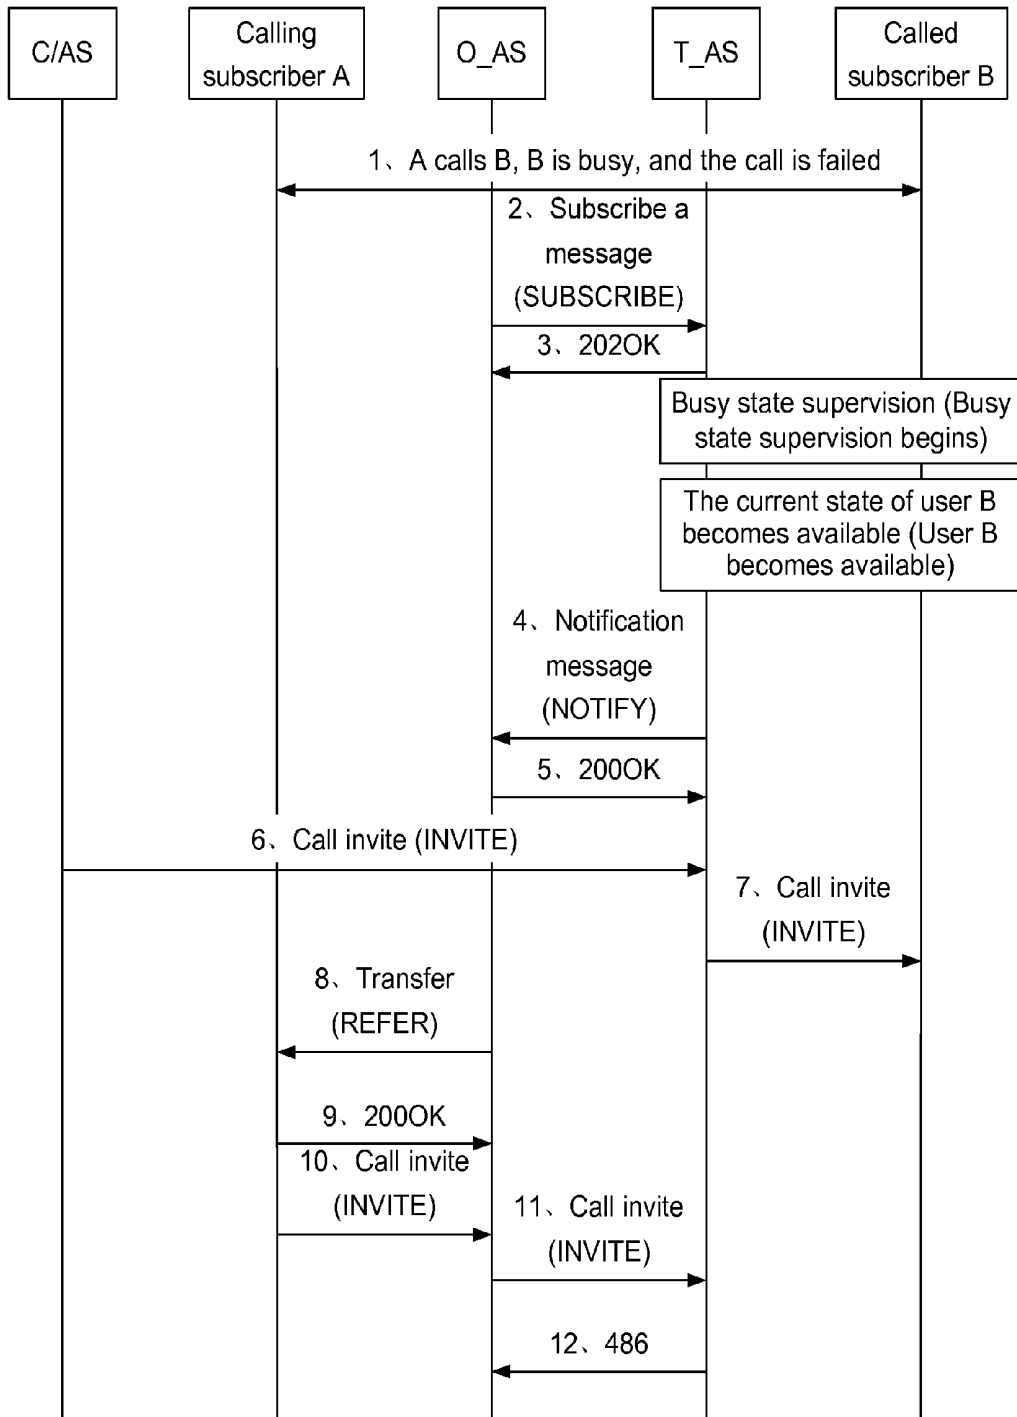 C/AS
Calling
subscriber A
O_AS
T_AS
Called
subscriber B
1、A calls B, B is busy, and the call is failed
2、Subscribe a
message
(SUBSCRIBE)
3、202OK
Busy state supervision (Busy
state supervision begins)
The current state of user B
becomes available (User B
becomes available)
4、Notification
message
(NOTIFY)
5、200OK
6、Call invite (INVITE)
7、Call invite
(INVITE)
8、Transfer
(REFER)
9、200OK
10、Call invite
(INVITE)
11、Call invite
(INVITE)
12、486